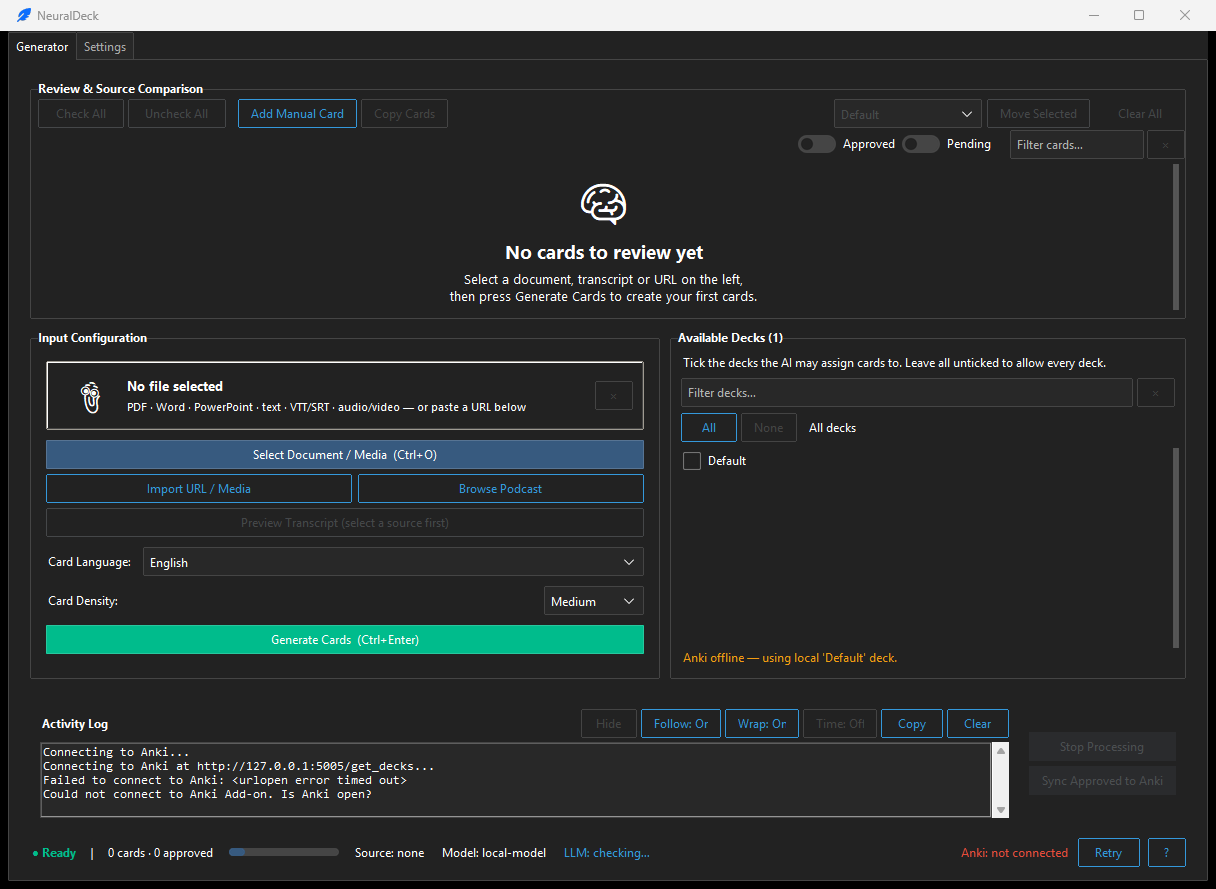 NeuralDeck
Generator Settings
Review & Source Comparison
Check All Uncheck All Add Manual Card Copy Cards Default Move Selected Clear All
Approved Pending Filter cards... ×
No cards to review yet
Select a document, transcript or URL on the left,
then press Generate Cards to create your first cards.
Input Configuration
No file selected
PDF · Word · PowerPoint · text · VTT/SRT · audio/video — or paste a URL below
×
Select Document / Media (Ctrl+O)
Import URL / Media Browse Podcast
Preview Transcript (select a source first)
Card Language: English
Card Density: Medium
Generate Cards (Ctrl+Enter)
Available Decks (1)
Tick the decks the AI may assign cards to. Leave all unticked to allow every deck.
Filter decks... ×
All None All decks
Default
Anki offline — using local 'Default' deck.
Activity Log
Hide Follow: Or Wrap: Or Time: Off Copy Clear
Connecting to Anki...
Connecting to Anki at http://127.0.0.1:5005/get_decks...
Failed to connect to Anki: <urlopen error timed out>
Could not connect to Anki Add-on. Is Anki open?
Stop Processing
Sync Approved to Anki
● Ready | 0 cards · 0 approved Source: none Model: local-model LLM: checking... Anki: not connected Retry ?